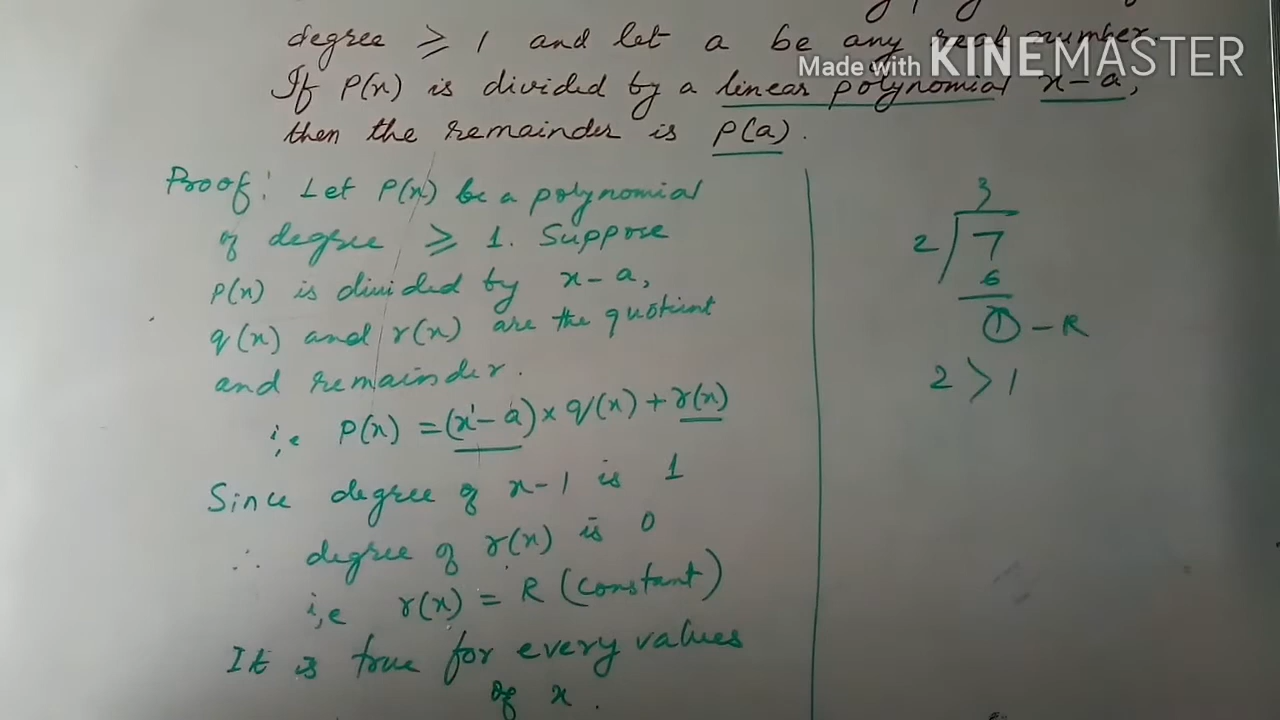 degree ⩾ 1 and let a be any real number.
Made with KINEMASTER
If P(x) is divided by a linear polynomial x-a,
then the remainder is P(a).
Proof: Let P(x) be a polynomial
of degree ⩾ 1. Suppose
P(x) is divided by x-a,
q(x) and r(x) are the quotient
and remainder.
i,e P(x) = (x-a) × q(x) + r(x)
Since degree of x-1 is 1
∴ degree of r(x) is 0
i,e r(x) = R (constant)
It is true for every values
of x.
3
2 7
6
1 - R
2 > 1